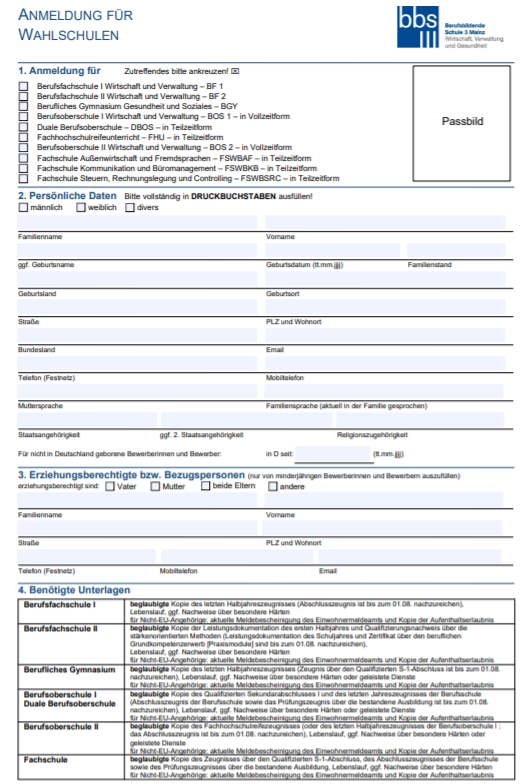 ANMELDUNG FÜR
WAHLSCHULEN
bbs
Berufsbildende
Schule 3 Mainz
Wirtschaft, Verwaltung
und Gesundheit
1. Anmeldung für Zutreffendes bitte ankreuzen! ☒
Berufsfachschule I Wirtschaft und Verwaltung – BF 1
Berufsfachschule II Wirtschaft und Verwaltung – BF 2
Berufliches Gymnasium Gesundheit und Soziales – BGY
Berufsoberschule I Wirtschaft und Verwaltung – BOS 1 – in Vollzeitform
Duale Berufsoberschule – DBOS – in Teilzeitform
Fachhochschulreifeunterricht – FHU – in Teilzeitform
Berufsoberschule II Wirtschaft und Verwaltung – BOS 2 – in Vollzeitform
Fachschule Außenwirtschaft und Fremdsprachen – FSWBAF – in Teilzeitform
Fachschule Kommunikation und Büromanagement – FSWBKB – in Teilzeitform
Fachschule Steuern, Rechnungslegung und Controlling – FSWBSRC – in Teilzeitform
Passbild
2. Persönliche Daten Bitte vollständig in DRUCKBUCHSTABEN ausfüllen!
männlich weiblich divers
Familienname Vorname
ggf. Geburtsname Geburtsdatum (tt.mm.jjjj) Familienstand
Geburtsland Geburtsort
Straße PLZ und Wohnort
Bundesland Email
Telefon (Festnetz) Mobiltelefon
Muttersprache Familiensprache (aktuell in der Familie gesprochen)
Staatsangehörigkeit ggf. 2. Staatsangehörigkeit Religionszugehörigkeit
Für nicht in Deutschland geborene Bewerberinnen und Bewerber: in D seit: (tt.mm.jjjj)
3. Erziehungsberechtigte bzw. Bezugspersonen (nur von minderjährigen Bewerberinnen und Bewerbern auszufüllen)
erziehungsberechtigt sind: Vater Mutter beide Eltern andere
Familienname Vorname
Straße PLZ und Wohnort
Telefon (Festnetz) Mobiltelefon Email
4. Benötigte Unterlagen
Berufsfachschule I beglaubigte Kopie des letzten Halbjahreszeugnisses (Abschlusszeugnis ist bis zum 01.08. nachzureichen),
Lebenslauf, ggf. Nachweise über besondere Härten
für Nicht-EU-Angehörige: aktuelle Meldebescheinigung des Einwohnermeldeamts und Kopie der Aufenthaltserlaubnis
Berufsfachschule II beglaubigte Kopie der Leistungsdokumentation des ersten Halbjahres und Qualifizierungsnachweis über die
stärkenorientierten Methoden (Leistungsdokumentation des Schuljahres und Zertifikat über den beruflichen
Grundkompetenzerwerb [Praxismodule] sind bis zum 01.08. nachzureichen),
Lebenslauf, ggf. Nachweise über besondere Härten
für Nicht-EU-Angehörige: aktuelle Meldebescheinigung des Einwohnermeldeamts und Kopie der Aufenthaltserlaubnis
Berufliches Gymnasium beglaubigte Kopie des letzten Halbjahreszeugnisses (Zeugnis über den Qualifizierten S-1-Abschluss ist bis zum 01.08.
nachzureichen), Lebenslauf, ggf. Nachweise über besondere Härten oder geleistete Dienste
für Nicht-EU-Angehörige: aktuelle Meldebescheinigung des Einwohnermeldeamts und Kopie der Aufenthaltserlaubnis
Berufsoberschule I beglaubigte Kopie des Qualifizierten Sekundarabschlusses I und des letzten Jahreszeugnisses der Berufsschule
Duale Berufsoberschule (Abschlusszeugnis der Berufsschule sowie das Prüfungszeugnis über die bestandene Ausbildung ist bis zum 01.08.
nachzureichen), Lebenslauf, ggf. Nachweise über besondere Härten oder geleistete Dienste
für Nicht-EU-Angehörige: aktuelle Meldebescheinigung des Einwohnermeldeamts und Kopie der Aufenthaltserlaubnis
Berufsoberschule II beglaubigte Kopie des Fachhochschulreifezeugnisses (oder des letzten Halbjahreszeugnisses der Berufsoberschule I ;
das Abschlusszeugnis ist bis zum 01.08. nachzureichen), Lebenslauf, ggf. Nachweise über besondere Härten oder
geleistete Dienste
für Nicht-EU-Angehörige: aktuelle Meldebescheinigung des Einwohnermeldeamts und Kopie der Aufenthaltserlaubnis
Fachschule beglaubigte Kopie des Zeugnisses über den Qualifizierten S-1-Abschluss, des Abschlusszeugnisses der Berufsschule
sowie des Prüfungszeugnisses über die bestandene Ausbildung, Lebenslauf, ggf. Nachweise über besondere Härten
für Nicht-EU-Angehörige: aktuelle Meldebescheinigung des Einwohnermeldeamts und Kopie der Aufenthaltserlaubnis